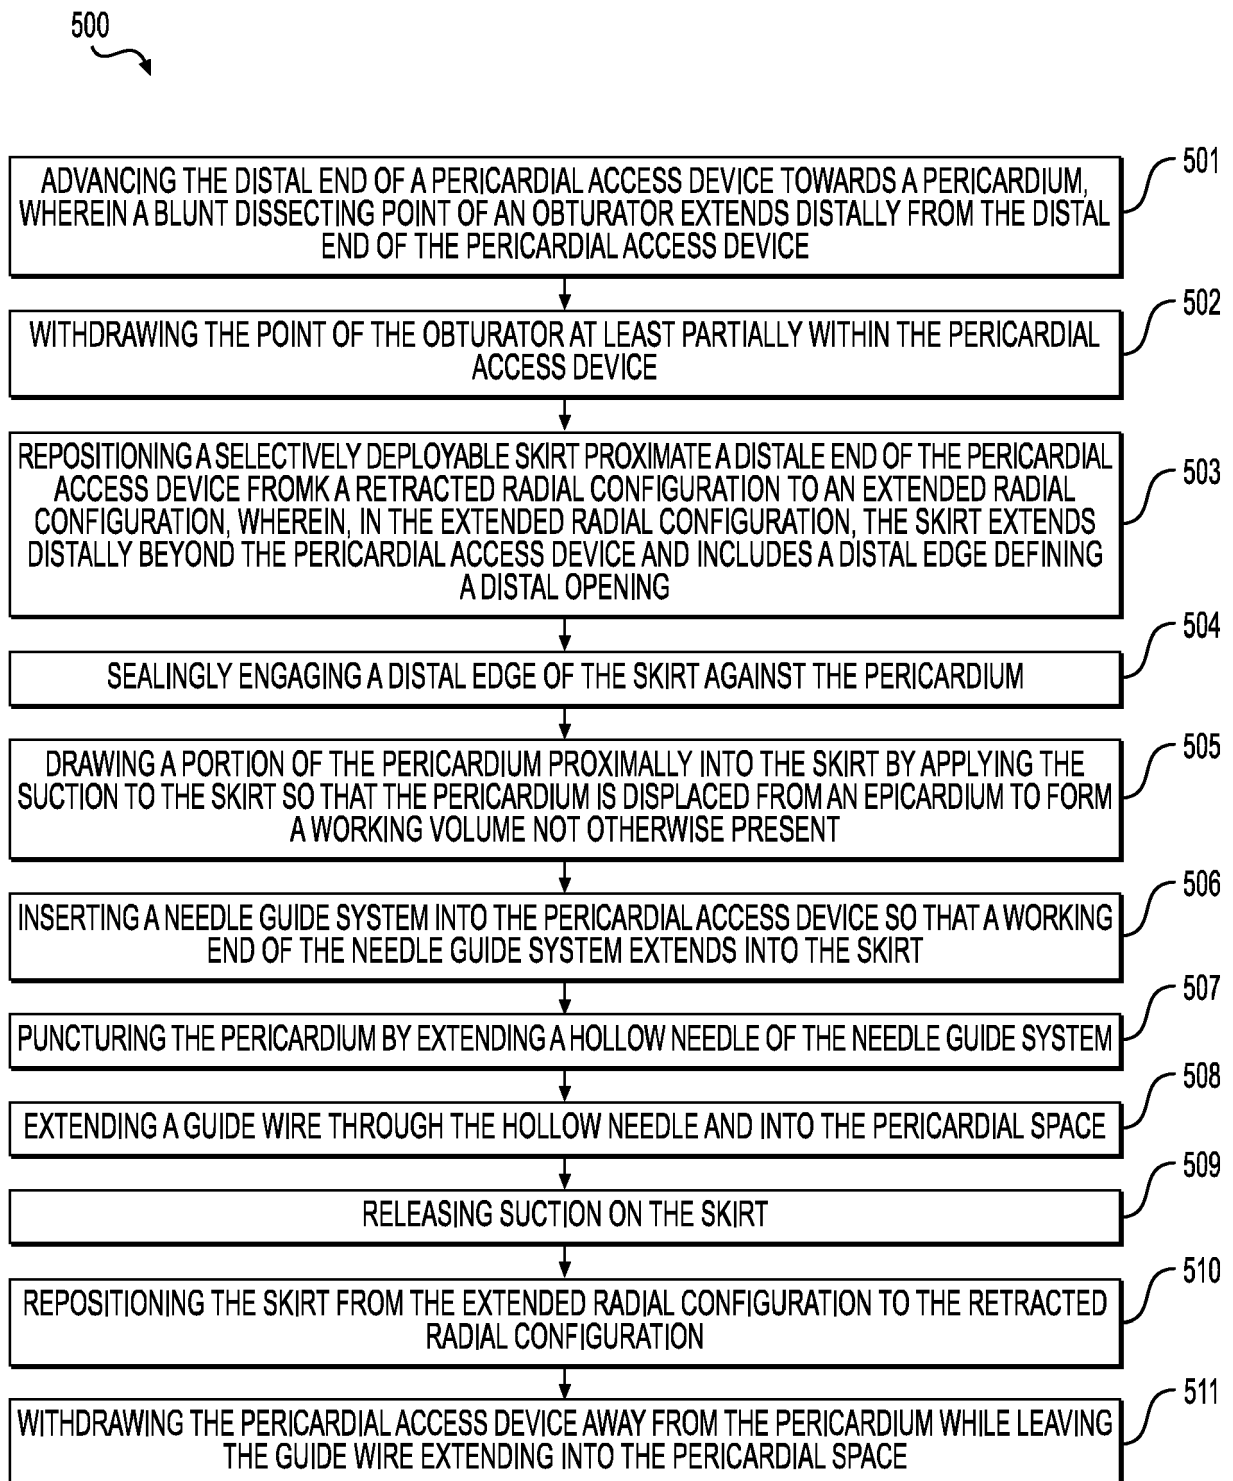 500
ADVANCING THE DISTAL END OF A PERICARDIAL ACCESS DEVICE TOWARDS A PERICARDIUM,
WHEREIN A BLUNT DISSECTING POINT OF AN OBTURATOR EXTENDS DISTALLY FROM THE DISTAL
END OF THE PERICARDIAL ACCESS DEVICE
501
WITHDRAWING THE POINT OF THE OBTURATOR AT LEAST PARTIALLY WITHIN THE PERICARDIAL
ACCESS DEVICE
502
REPOSITIONING A SELECTIVELY DEPLOYABLE SKIRT PROXIMATE A DISTALE END OF THE PERICARDIAL
ACCESS DEVICE FROMK A RETRACTED RADIAL CONFIGURATION TO AN EXTENDED RADIAL
CONFIGURATION, WHEREIN, IN THE EXTENDED RADIAL CONFIGURATION, THE SKIRT EXTENDS
DISTALLY BEYOND THE PERICARDIAL ACCESS DEVICE AND INCLUDES A DISTAL EDGE DEFINING
A DISTAL OPENING
503
SEALINGLY ENGAGING A DISTAL EDGE OF THE SKIRT AGAINST THE PERICARDIUM
504
DRAWING A PORTION OF THE PERICARDIUM PROXIMALLY INTO THE SKIRT BY APPLYING THE
SUCTION TO THE SKIRT SO THAT THE PERICARDIUM IS DISPLACED FROM AN EPICARDIUM TO FORM
A WORKING VOLUME NOT OTHERWISE PRESENT
505
INSERTING A NEEDLE GUIDE SYSTEM INTO THE PERICARDIAL ACCESS DEVICE SO THAT A WORKING
END OF THE NEEDLE GUIDE SYSTEM EXTENDS INTO THE SKIRT
506
PUNCTURING THE PERICARDIUM BY EXTENDING A HOLLOW NEEDLE OF THE NEEDLE GUIDE SYSTEM
507
EXTENDING A GUIDE WIRE THROUGH THE HOLLOW NEEDLE AND INTO THE PERICARDIAL SPACE
508
RELEASING SUCTION ON THE SKIRT
509
REPOSITIONING THE SKIRT FROM THE EXTENDED RADIAL CONFIGURATION TO THE RETRACTED
RADIAL CONFIGURATION
510
WITHDRAWING THE PERICARDIAL ACCESS DEVICE AWAY FROM THE PERICARDIUM WHILE LEAVING
THE GUIDE WIRE EXTENDING INTO THE PERICARDIAL SPACE
511